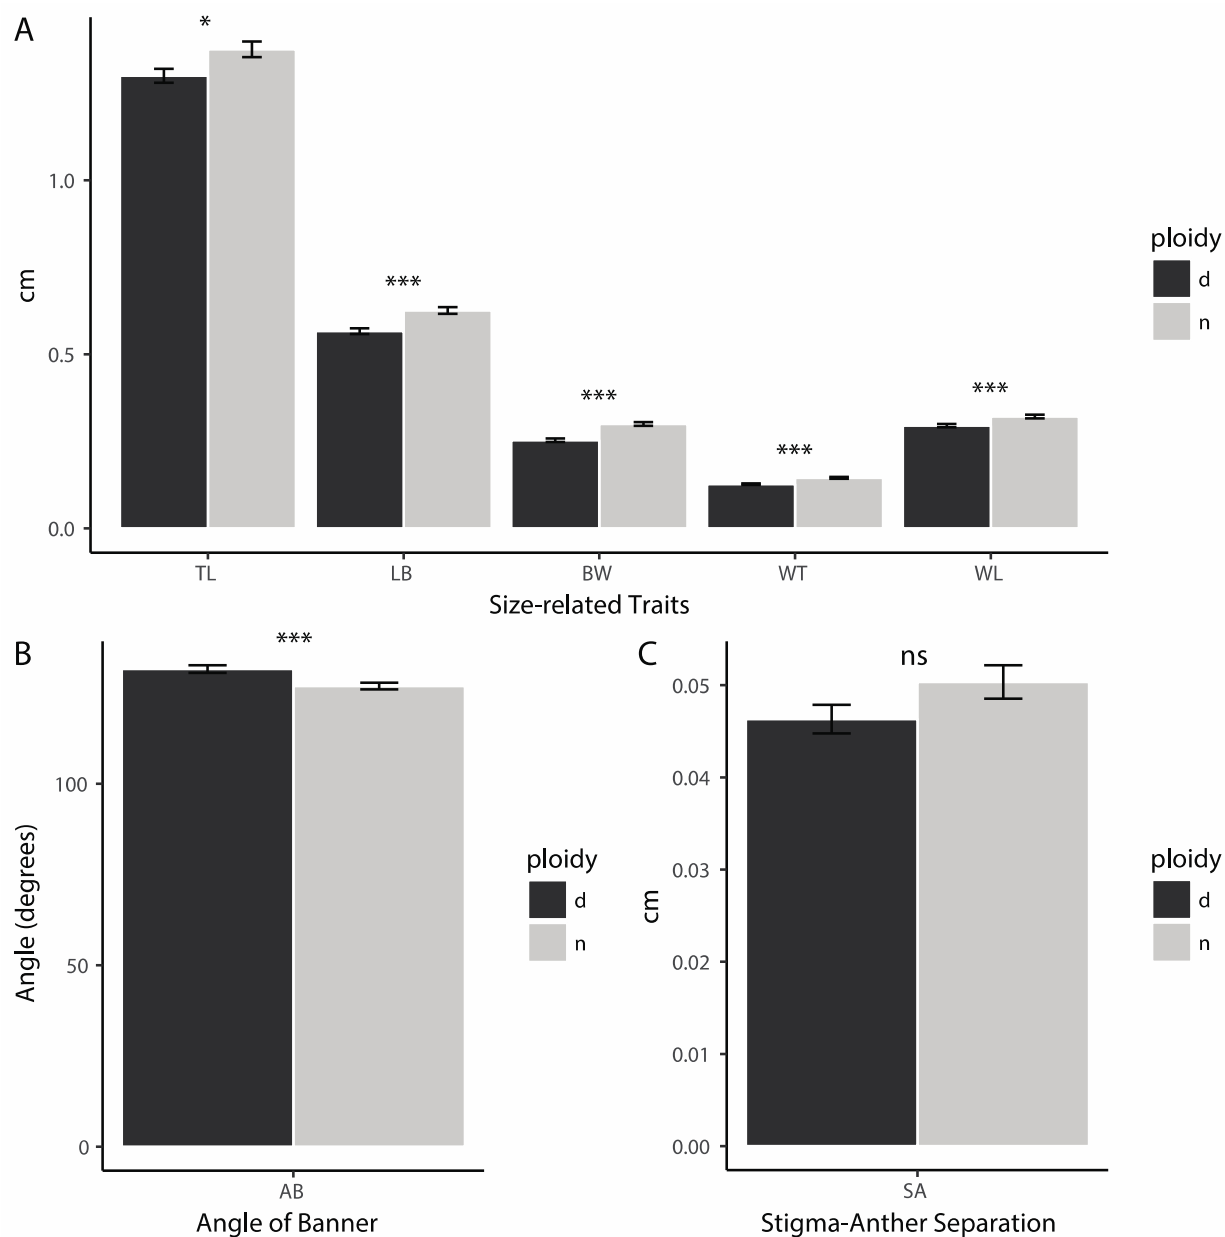 A
*
1.0
cm
***
0.5
***
***
***
0.0
TL LB BW WT WL
Size-related Traits
ploidy
d
n
B
***
100
Angle (degrees)
50
0
AB
Angle of Banner
ploidy
d
n
C
ns
0.05
0.04
0.03
cm
0.02
0.01
0.00
SA
Stigma-Anther Separation
ploidy
d
n